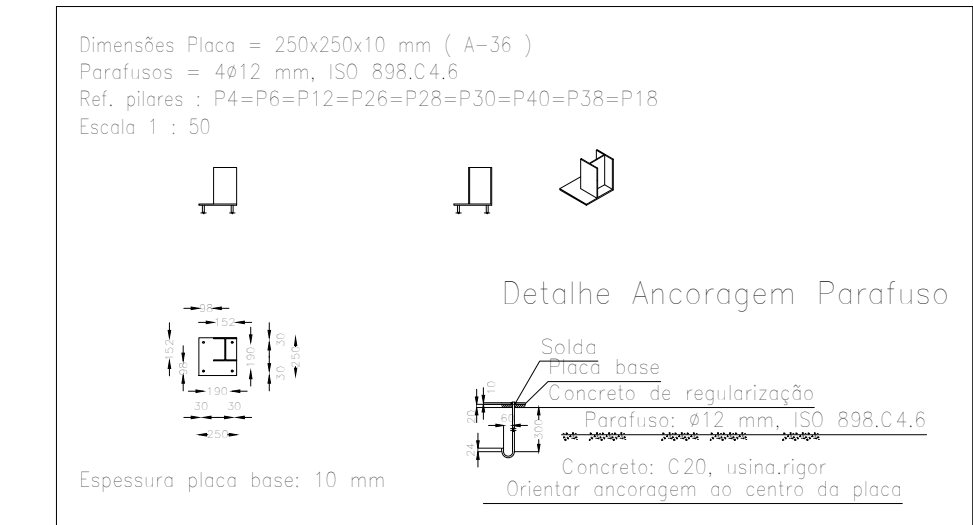 Dimensões Placa = 250x250x10 mm ( A-36 )
Parafusos = 4ø12 mm, ISO 898.C4.6
Ref. pilares : P4=P6=P12=P26=P28=P30=P40=P38=P18
Escala 1 : 50
Detalhe Ancoragem Parafuso
98
152
152
98
190
30
250
30
190
30 30
250
Solda
Placa base
Concreto de regularização
Parafuso: ø12 mm, ISO 898.C4.6
10
20
60
300
24
Concreto: C20, usina.rigor
Orientar ancoragem ao centro da placa
Espessura placa base: 10 mm